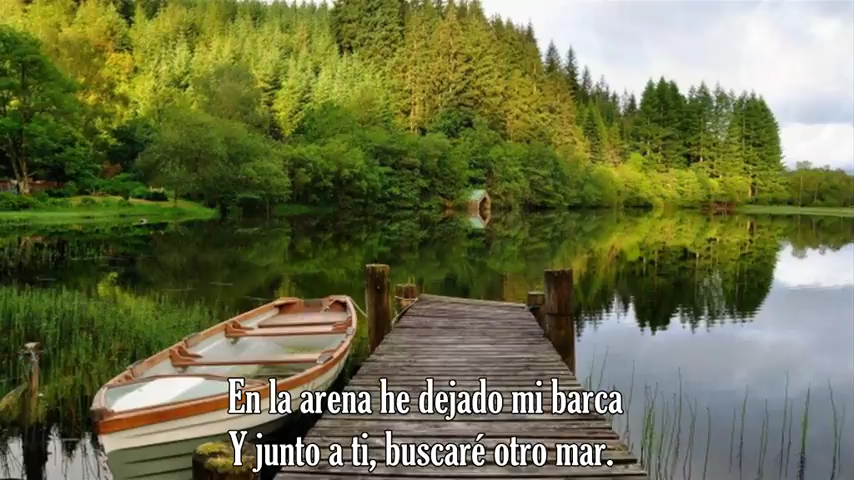 En la arena he dejado mi barca
Y junto a ti, buscaré otro mar.